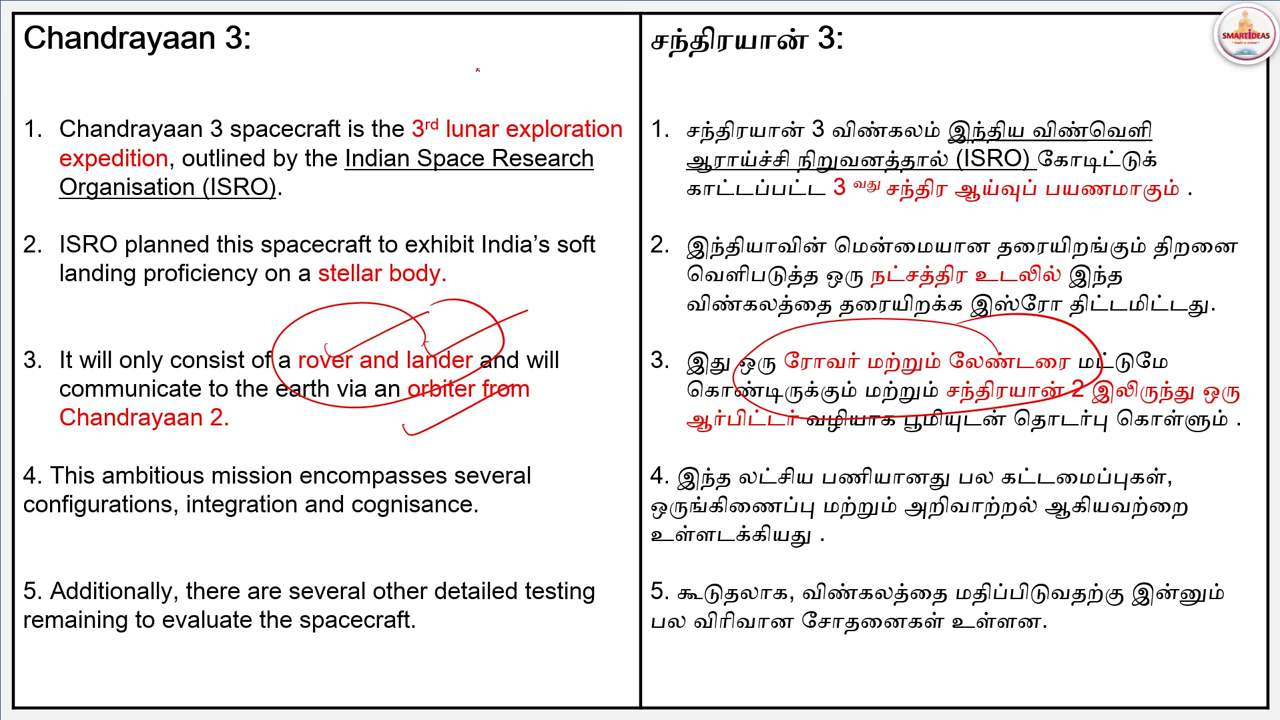 Chandrayaan 3:
1. Chandrayaan 3 spacecraft is the 3rd lunar exploration
expedition, outlined by the Indian Space Research
Organisation (ISRO).
2. ISRO planned this spacecraft to exhibit India’s soft
landing proficiency on a stellar body.
3. It will only consist of a rover and lander and will
communicate to the earth via an orbiter from
Chandrayaan 2.
4. This ambitious mission encompasses several
configurations, integration and cognisance.
5. Additionally, there are several other detailed testing
remaining to evaluate the spacecraft.
சந்திரயான் 3:
1. சந்திரயான் 3 விண்கலம் இந்திய விண்வெளி
ஆராய்ச்சி நிறுவனத்தால் (ISRO) கோடிட்டுக்
காட்டப்பட்ட 3 வது சந்திர ஆய்வுப் பயணமாகும் .
2. இந்தியாவின் மென்மையான தரையிறங்கும் திறனை
வெளிபடுத்த ஒரு நட்சத்திர உடலில் இந்த
விண்கலத்தை தரையிறக்க இஸ்ரோ திட்டமிட்டது.
3. இது ஒரு ரோவர் மற்றும் லேண்டரை மட்டுமே
கொண்டிருக்கும் மற்றும் சந்திரயான் 2 இலிருந்து ஒரு
ஆர்பிட்டர் வழியாக பூமியுடன் தொடர்பு கொள்ளும் .
4. இந்த லட்சிய பணியானது பல கட்டமைப்புகள்,
ஒருங்கிணைப்பு மற்றும் அறிவாற்றல் ஆகியவற்றை
உள்ளடக்கியது .
5. கூடுதலாக, விண்கலத்தை மதிப்பிடுவதற்கு இன்னும்
பல விரிவான சோதனைகள் உள்ளன.
SMARTIDEAS